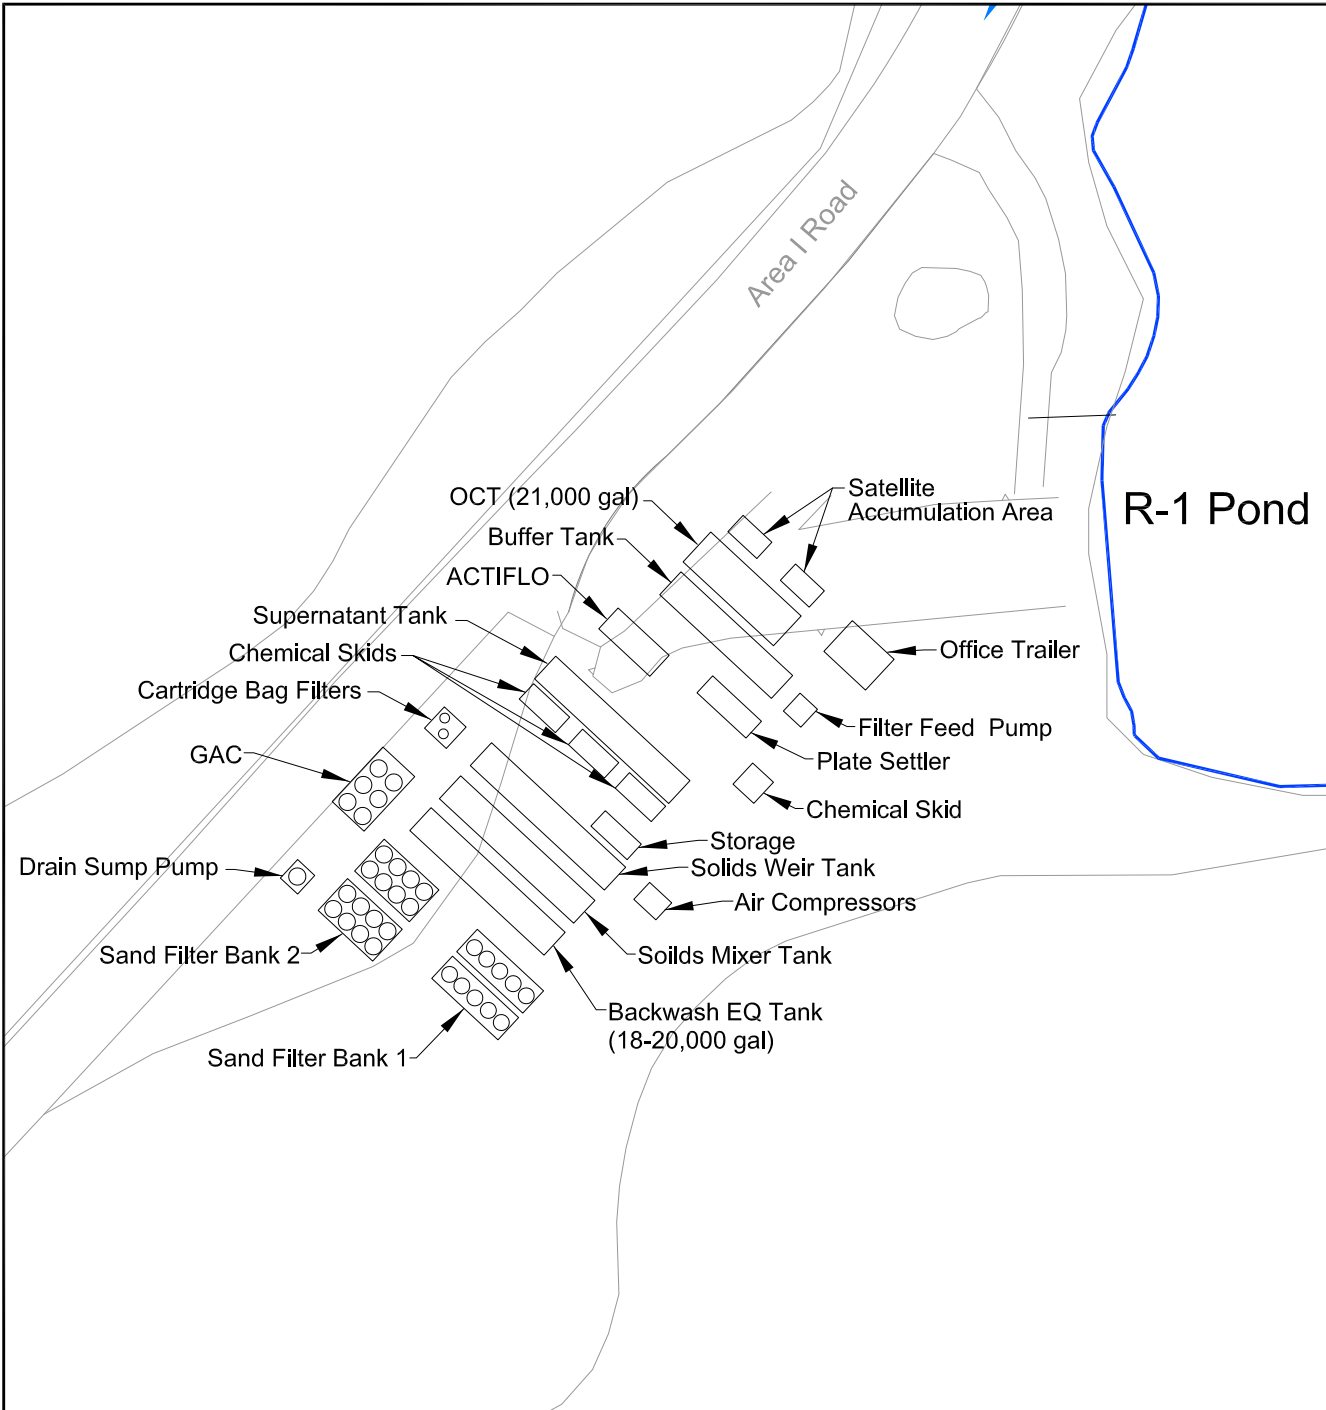 Area I Road
OCT (21,000 gal)
Satellite
Accumulation Area
R-1 Pond
Buffer Tank
ACTIFLO
Supernatant Tank
Chemical Skids
Office Trailer
Cartridge Bag Filters
Filter Feed Pump
GAC
Plate Settler
Chemical Skid
Storage
Drain Sump Pump
Solids Weir Tank
Air Compressors
Sand Filter Bank 2
Soilds Mixer Tank
Backwash EQ Tank
(18-20,000 gal)
Sand Filter Bank 1